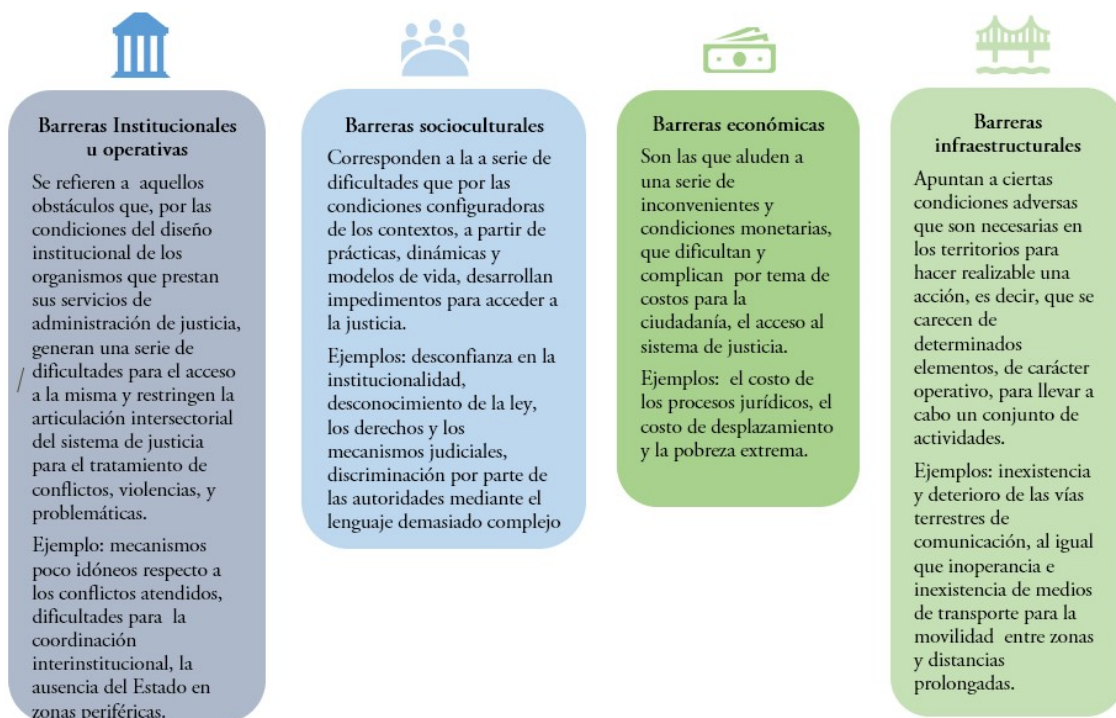 Barreras Institucionales
u operativas
Se refieren a aquellos
obstáculos que, por las
condiciones del diseño
institucional de los
organismos que prestan
sus servicios de
administración de justicia,
generan una serie de
dificultades para el acceso
a la misma y restringen la
articulación intersectorial
del sistema de justicia
para el tratamiento de
conflictos, violencias, y
problemáticas.
Ejemplo: mecanismos
poco idóneos respecto a
los conflictos atendidos,
dificultades para la
coordinación
interinstitucional, la
ausencia del Estado en
zonas periféricas.
Barreras socioculturales
Corresponden a la a serie de
dificultades que por las
condiciones configuradoras
de los contextos, a partir de
prácticas, dinámicas y
modelos de vida, desarrollan
impedimentos para acceder a
la justicia.
Ejemplos: desconfianza en la
institucionalidad,
desconocimiento de la ley,
los derechos y los
mecanismos judiciales,
discriminación por parte de
las autoridades mediante el
lenguaje demasiado complejo
Barreras económicas
Son las que aluden a
una serie de
inconvenientes y
condiciones monetarias,
que dificultan y
complican por tema de
costos para la
ciudadanía, el acceso al
sistema de justicia.
Ejemplos: el costo de
los procesos jurídicos, el
costo de desplazamiento
y la pobreza extrema.
Barreras
infraestructurales
Apuntan a ciertas
condiciones adversas
que son necesarias en
los territorios para
hacer realizable una
acción, es decir, que se
carecen de
determinados
elementos, de carácter
operativo, para llevar a
cabo un conjunto de
actividades.
Ejemplos: inexistencia
y deterioro de las vías
terrestres de
comunicación, al igual
que inoperancia e
inexistencia de medios
de transporte para la
movilidad entre zonas
y distancias
prolongadas.